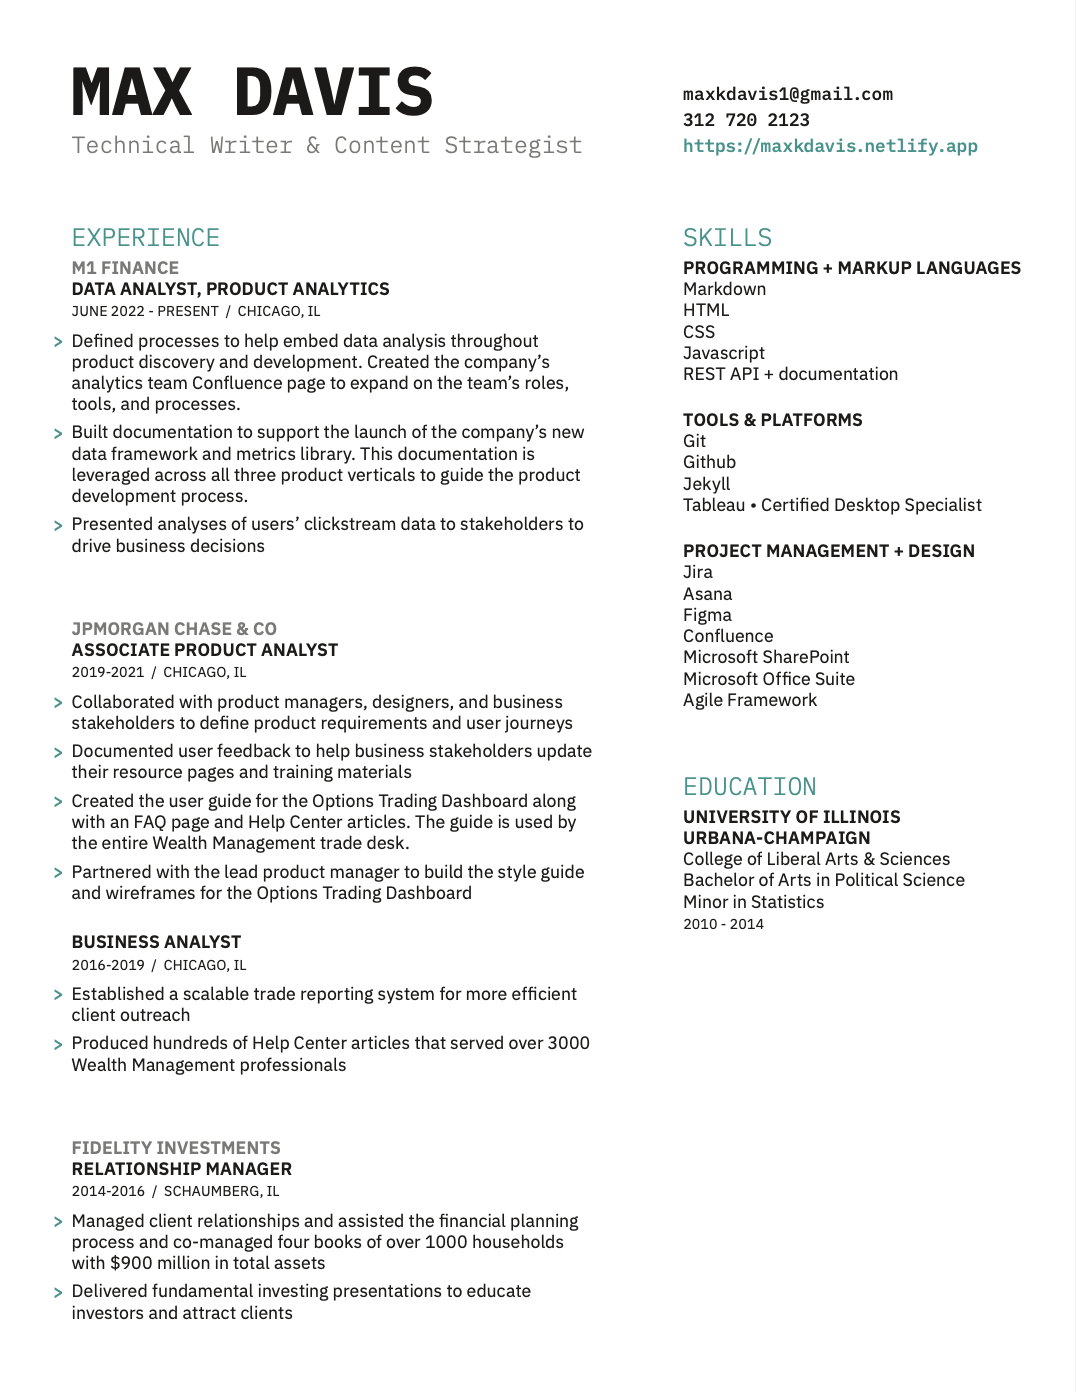 MAX DAVIS
Technical Writer & Content Strategist
maxkdavis1@gmail.com
312 720 2123
https://maxkdavis.netlify.app
EXPERIENCE
M1 FINANCE
DATA ANALYST, PRODUCT ANALYTICS
JUNE 2022 - PRESENT / CHICAGO, IL
> Defined processes to help embed data analysis throughout
product discovery and development. Created the company’s
analytics team Confluence page to expand on the team’s roles,
tools, and processes.
> Built documentation to support the launch of the company’s new
data framework and metrics library. This documentation is
leveraged across all three product verticals to guide the product
development process.
> Presented analyses of users’ clickstream data to stakeholders to
drive business decisions
JPMORGAN CHASE & CO
ASSOCIATE PRODUCT ANALYST
2019-2021 / CHICAGO, IL
> Collaborated with product managers, designers, and business
stakeholders to define product requirements and user journeys
> Documented user feedback to help business stakeholders update
their resource pages and training materials
> Created the user guide for the Options Trading Dashboard along
with an FAQ page and Help Center articles. The guide is used by
the entire Wealth Management trade desk.
> Partnered with the lead product manager to build the style guide
and wireframes for the Options Trading Dashboard
BUSINESS ANALYST
2016-2019 / CHICAGO, IL
> Established a scalable trade reporting system for more efficient
client outreach
> Produced hundreds of Help Center articles that served over 3000
Wealth Management professionals
FIDELITY INVESTMENTS
RELATIONSHIP MANAGER
2014-2016 / SCHAUMBERG, IL
> Managed client relationships and assisted the financial planning
process and co-managed four books of over 1000 households
with $900 million in total assets
> Delivered fundamental investing presentations to educate
investors and attract clients
SKILLS
PROGRAMMING + MARKUP LANGUAGES
Markdown
HTML
CSS
Javascript
REST API + documentation
TOOLS & PLATFORMS
Git
Github
Jekyll
Tableau • Certified Desktop Specialist
PROJECT MANAGEMENT + DESIGN
Jira
Asana
Figma
Confluence
Microsoft SharePoint
Microsoft Office Suite
Agile Framework
EDUCATION
UNIVERSITY OF ILLINOIS
URBANA-CHAMPAIGN
College of Liberal Arts & Sciences
Bachelor of Arts in Political Science
Minor in Statistics
2010 - 2014